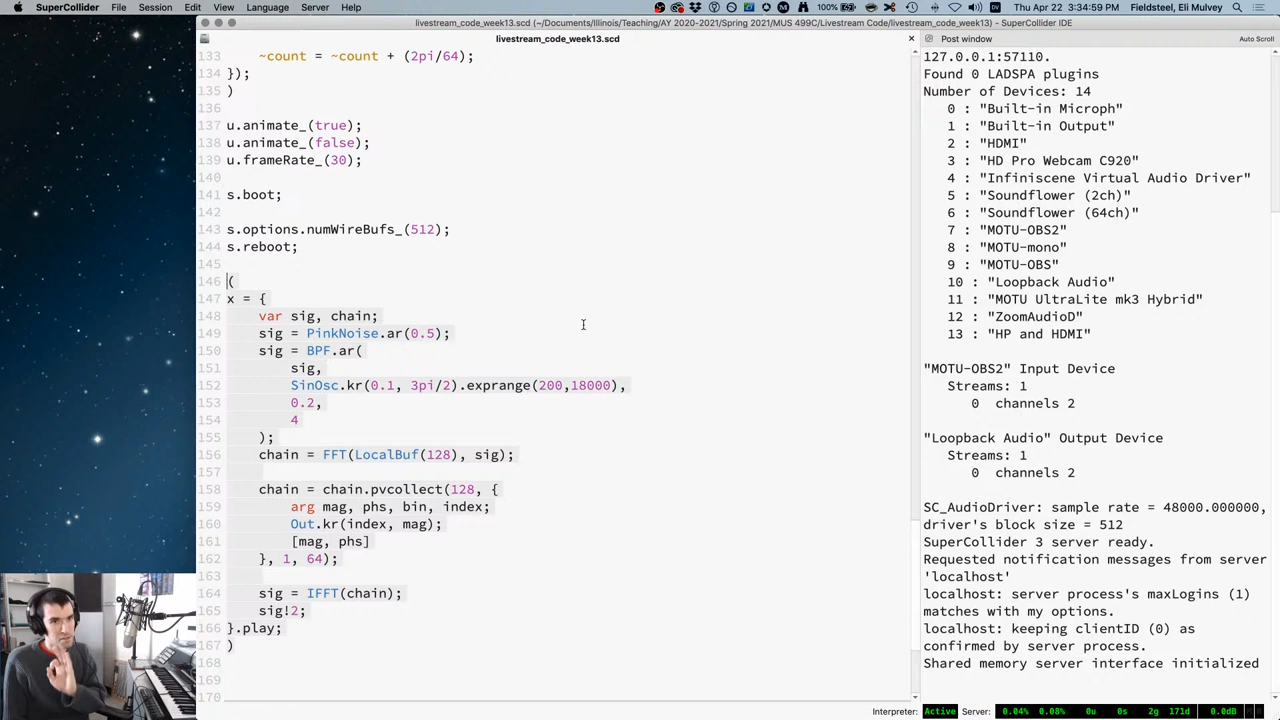 SuperCollider File Session Edit View Language Help 100% Fieldsteel, Eli Mulvey Thu Apr 22 3:34:59 PM
livestream_code_week13.scd (~/Documents/Illinois/Teaching/AY 2020-2021/Spring 2021/MUS 499C/Livestream Code/livestream_code_week13) - SuperCollider IDE
livestream_code_week13.scd
133 ~count = ~count + (2pi/64);
134 });
135 )
136
137 u.animate_(true);
138 u.animate_(false);
139 u.frameRate_(30);
140
141 s.boot;
142
143 s.options.numWireBufs_(512);
144 s.reboot;
145
146 (
147 x = {
148 var sig, chain;
149 sig = PinkNoise.ar(0.5);
150 sig = BPF.ar(
151 sig,
152 SinOsc.kr(0.1, 3pi/2).exprange(200,18000),
153 0.2,
154 4
155 );
156 chain = FFT(LocalBuf(128), sig);
157
158 chain = chain.pvcollect(128, {
159 arg mag, phs, bin, index;
160 Out.kr(index, mag);
161 [mag, phs]
162 }, 1, 64);
163
164 sig = IFFT(chain);
165 sig!2;
166 }.play;
167 )
168
169
170
Post window Auto Scroll
127.0.0.1:57110.
Found 0 LADSPA plugins
Number of Devices: 14
0 : "Built-in Microph"
1 : "Built-in Output"
2 : "HDMI"
3 : "HD Pro Webcam C920"
4 : "Infiniscene Virtual Audio Driver"
5 : "Soundflower (2ch)"
6 : "Soundflower (64ch)"
7 : "MOTU-OBS2"
8 : "MOTU-mono"
9 : "MOTU-OBS"
10 : "Loopback Audio"
11 : "MOTU UltraLite mk3 Hybrid"
12 : "ZoomAudioD"
13 : "HP and HDMI"
"MOTU-OBS2" Input Device
Streams: 1
0 channels 2
"Loopback Audio" Output Device
Streams: 1
0 channels 2
SC_AudioDriver: sample rate = 48000.000000,
driver's block size = 512
SuperCollider 3 server ready.
Requested notification messages from server
'localhost'
localhost: server process's maxLogins (1)
matches with my options.
localhost: keeping clientID (0) as
confirmed by server process.
Shared memory server interface initialized
Interpreter: Active Server: 0.04% 0.08% 0u 0s 2g 171d 0.0dB